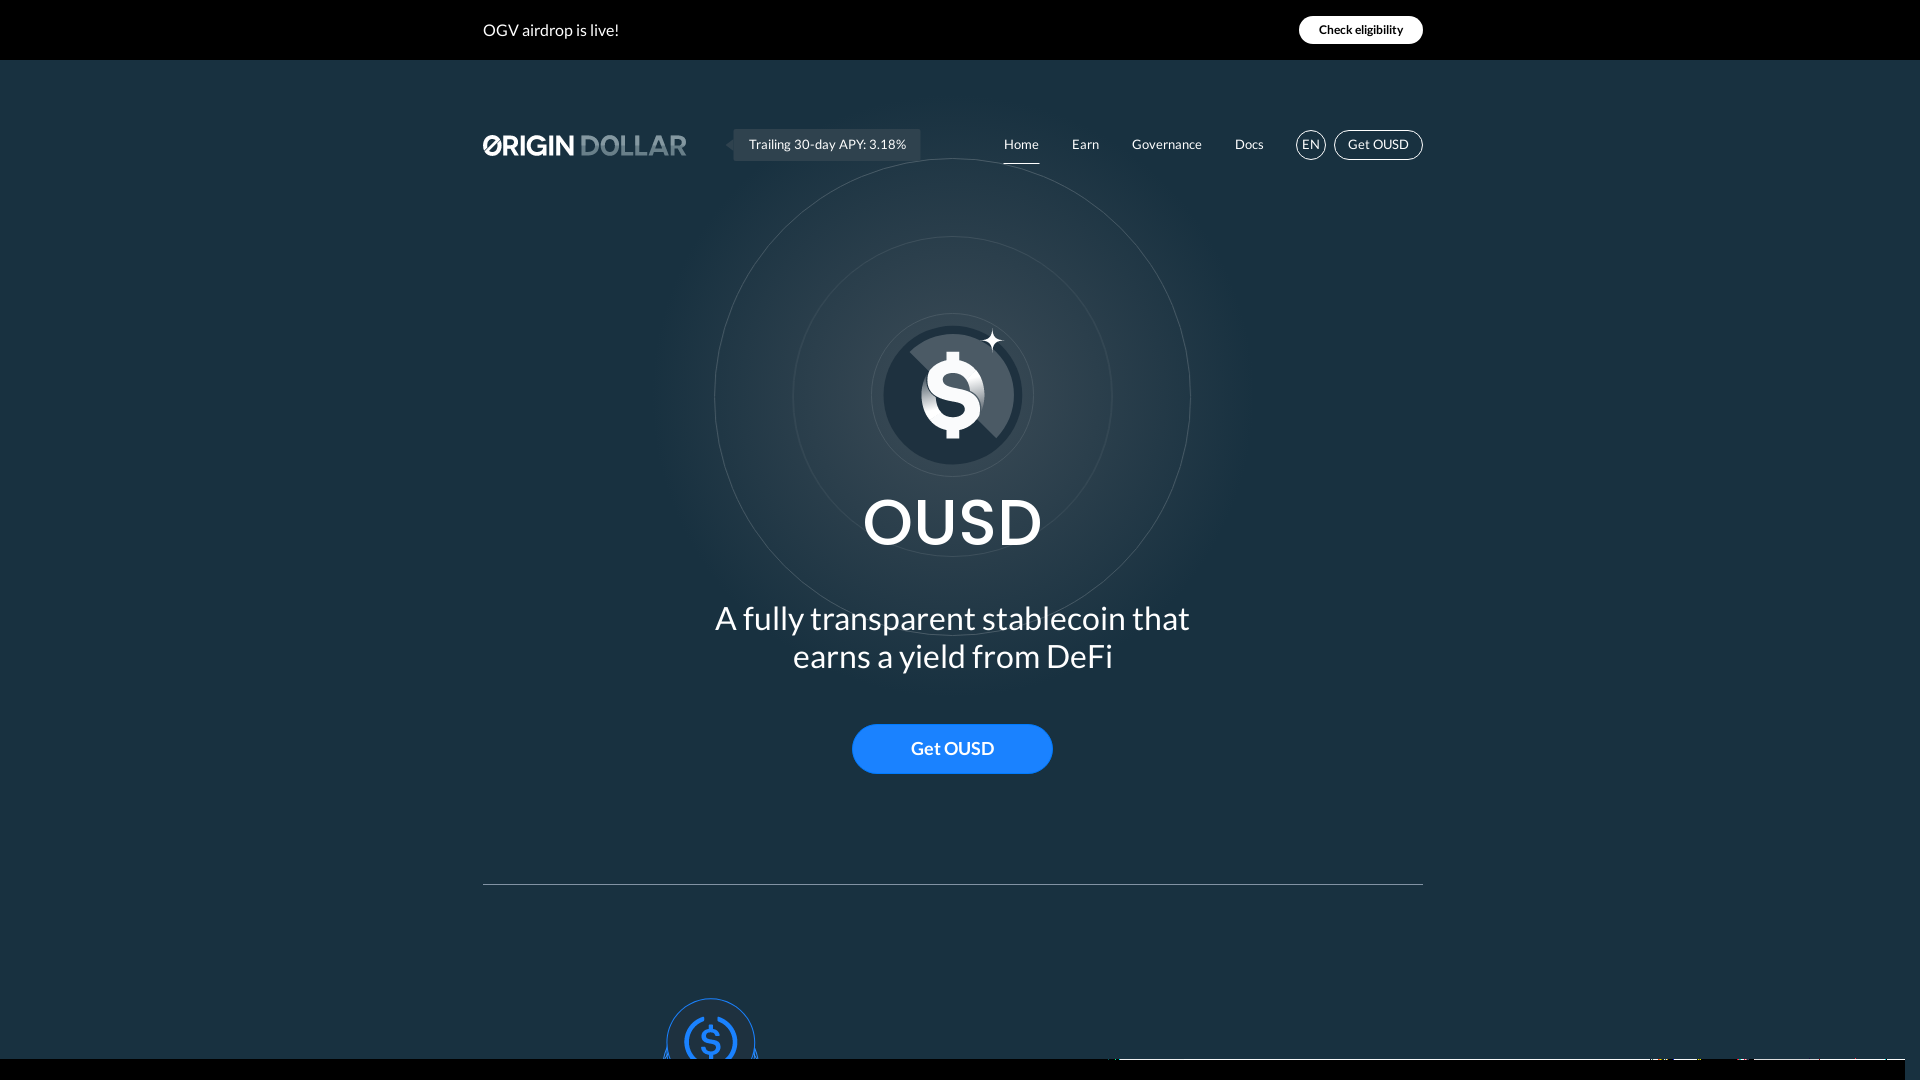 OGV airdrop is live!
Check eligibility
ORIGIN DOLLAR
Trailing 30-day APY: 3.18%
Home
Earn
Governance
Docs
EN
Get OUSD
OUSD
A fully transparent stablecoin that
earns a yield from DeFi
Get OUSD